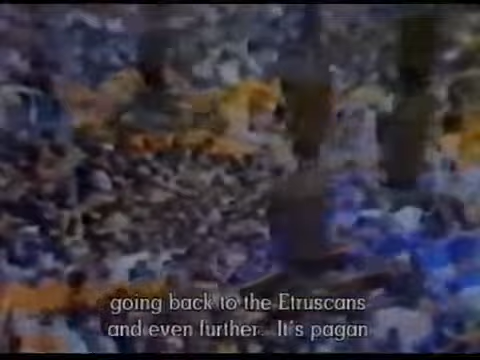 going back to the Etruscans
and even further. It's pagan